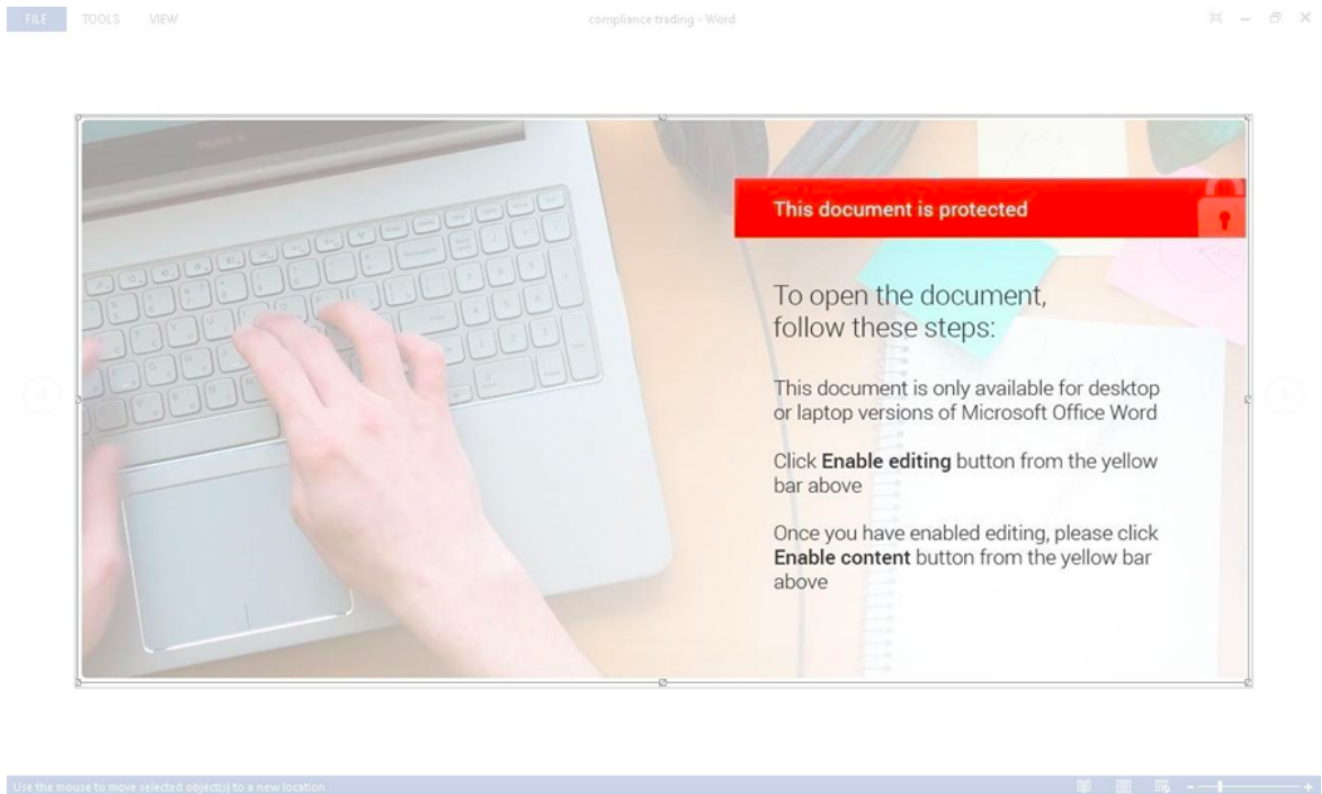 FILE TOOLS VIEW compliance trading - Word
This document is protected
To open the document,
follow these steps:
This document is only available for desktop
or laptop versions of Microsoft Office Word
Click Enable editing button from the yellow
bar above
Once you have enabled editing, please click
Enable content button from the yellow bar
above
Use the mouse to move selected object(s) to a new location